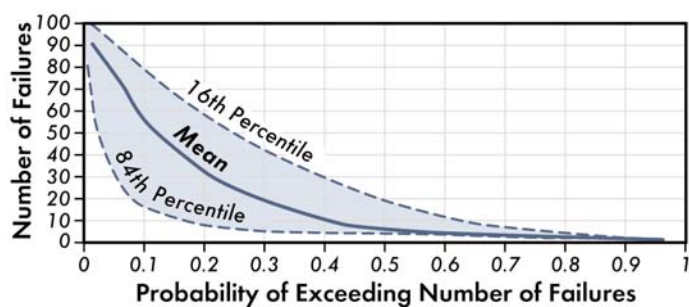 Number of Failures
100
90
80
70
60
50
40
30
20
10
0
16th Percentile
Mean
84th Percentile
0 0.1 0.2 0.3 0.4 0.5 0.6 0.7 0.8 0.9 1
Probability of Exceeding Number of Failures